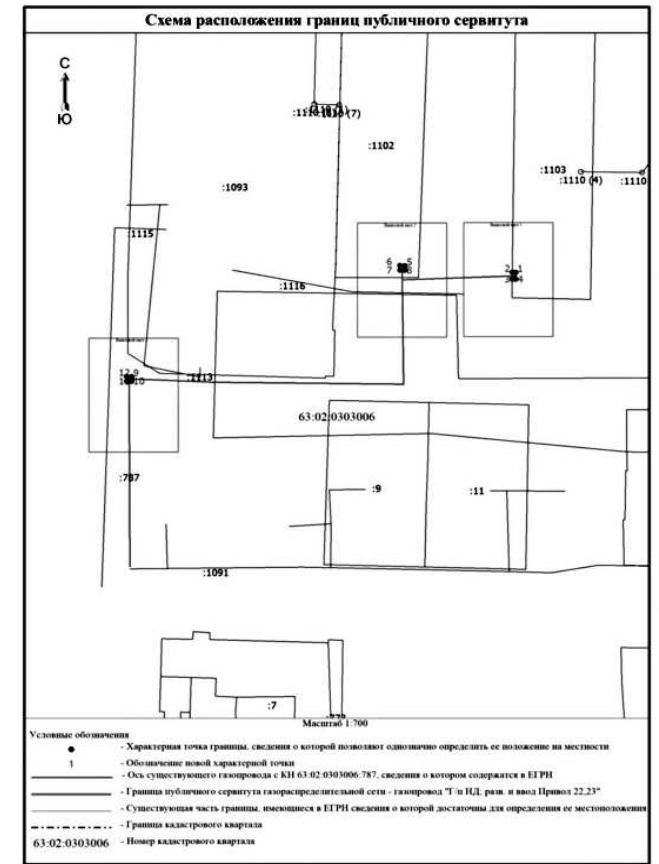 Схема расположения границ публичного сервитута
С
Ю
:1110 (7)
:1102
:1103
:1110 (4)
:1110
:1093
:1115
6 5
7 8
2 1
3 4
:1116
12 9
10
:1113
63:02:0303006
:787
:9
:11
:1091
:7
Масштаб 1:700
Условные обозначения
- Характерная точка границы, сведения о которой позволяют однозначно определить ее положение на местности
1
- Обозначение новой характерной точки
- Ось существующего газопровода с КН 63:02:0303006:787, сведения о котором содержатся в ЕГРН
- Граница публичного сервитута газораспределительной сети - газопровод "Г/п НД; разв. и ввод Привол 22,23"
- Существующая часть границы, имеющиеся в ЕГРН сведения о которой достаточны для определения ее местоположения
- Граница кадастрового квартала
63:02:0303006
- Номер кадастрового квартала